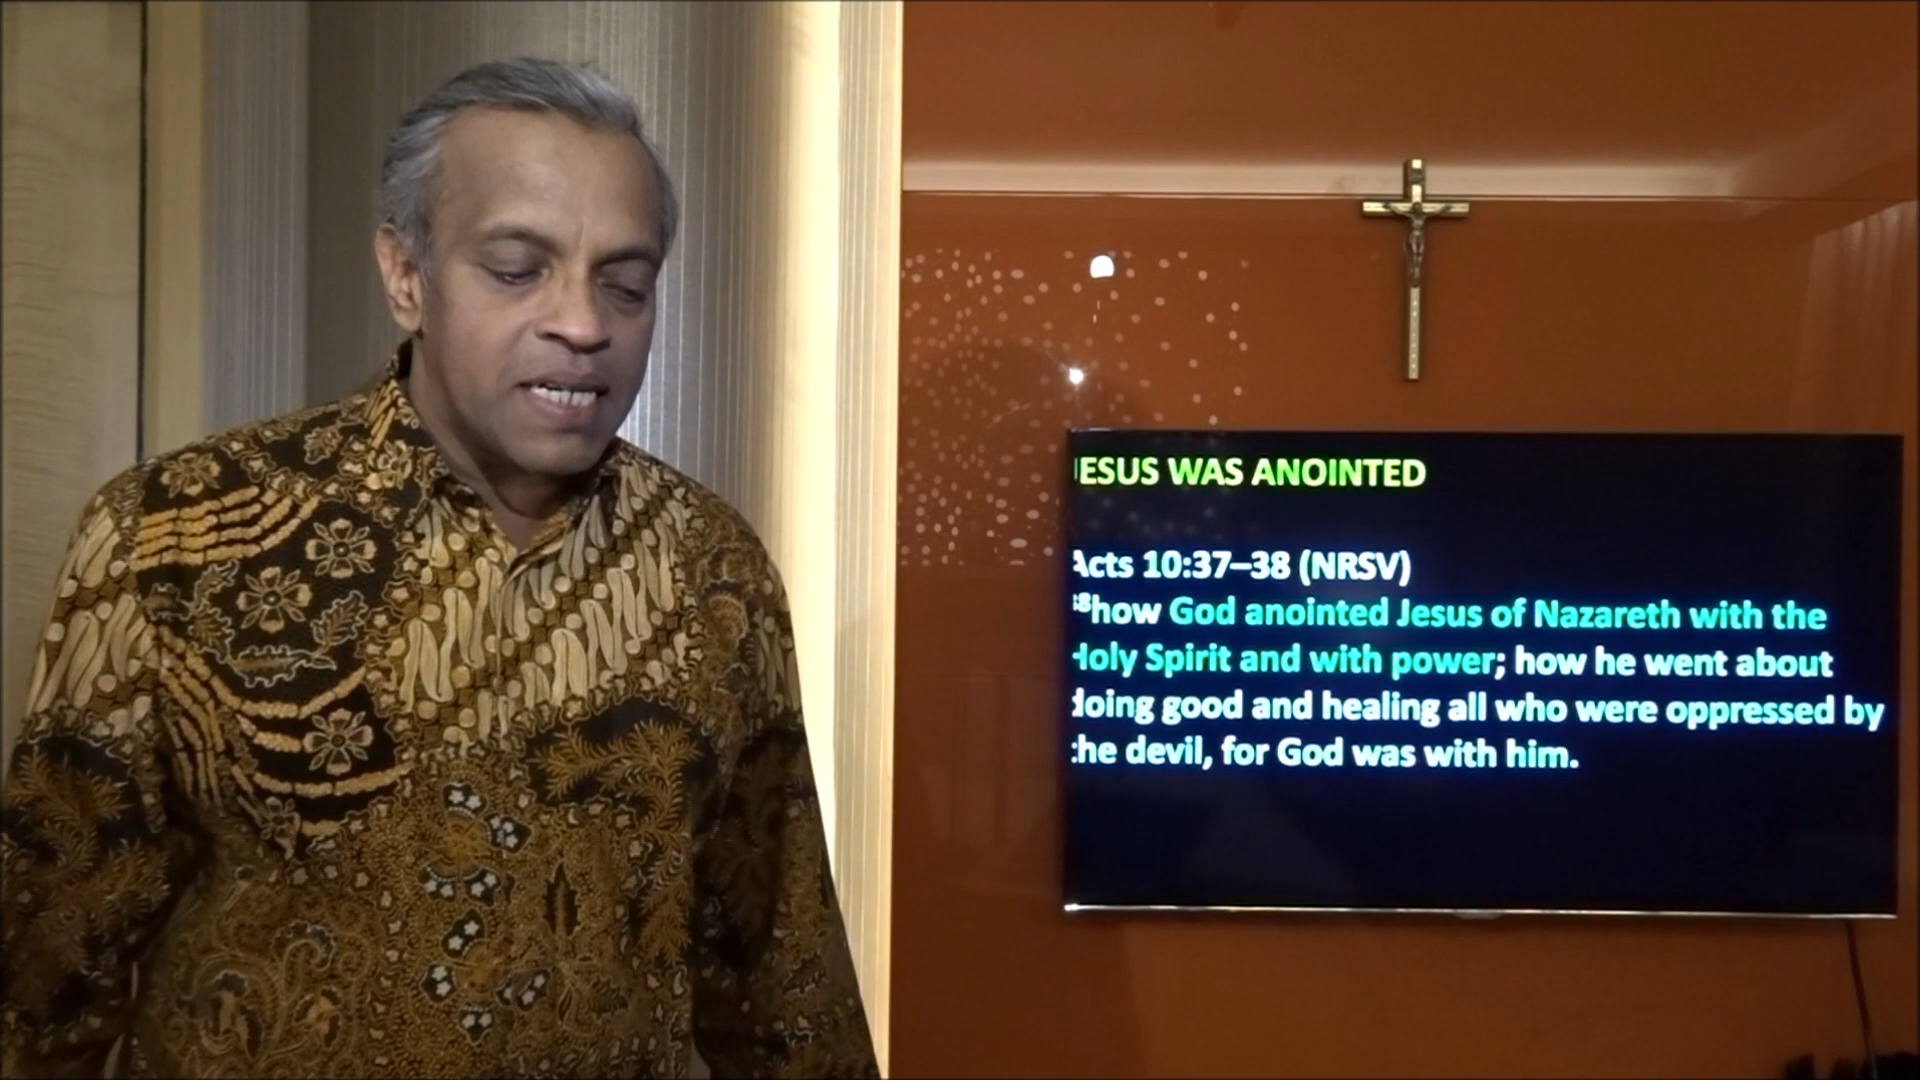 JESUS WAS ANOINTED
Acts 10:37–38 (NRSV)
38how God anointed Jesus of Nazareth with the
Holy Spirit and with power; how he went about
doing good and healing all who were oppressed by
the devil, for God was with him.